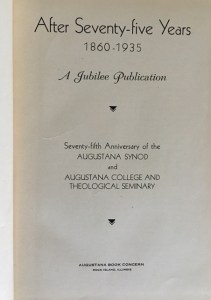 After Seventy-five Years
1860-1935
A Jubilee Publication
Seventy-fifth Anniversary of the
AUGUSTANA SYNOD
and
AUGUSTANA COLLEGE AND
THEOLOGICAL SEMINARY
AUGUSTANA BOOK CONCERN
ROCK ISLAND, ILLINOIS